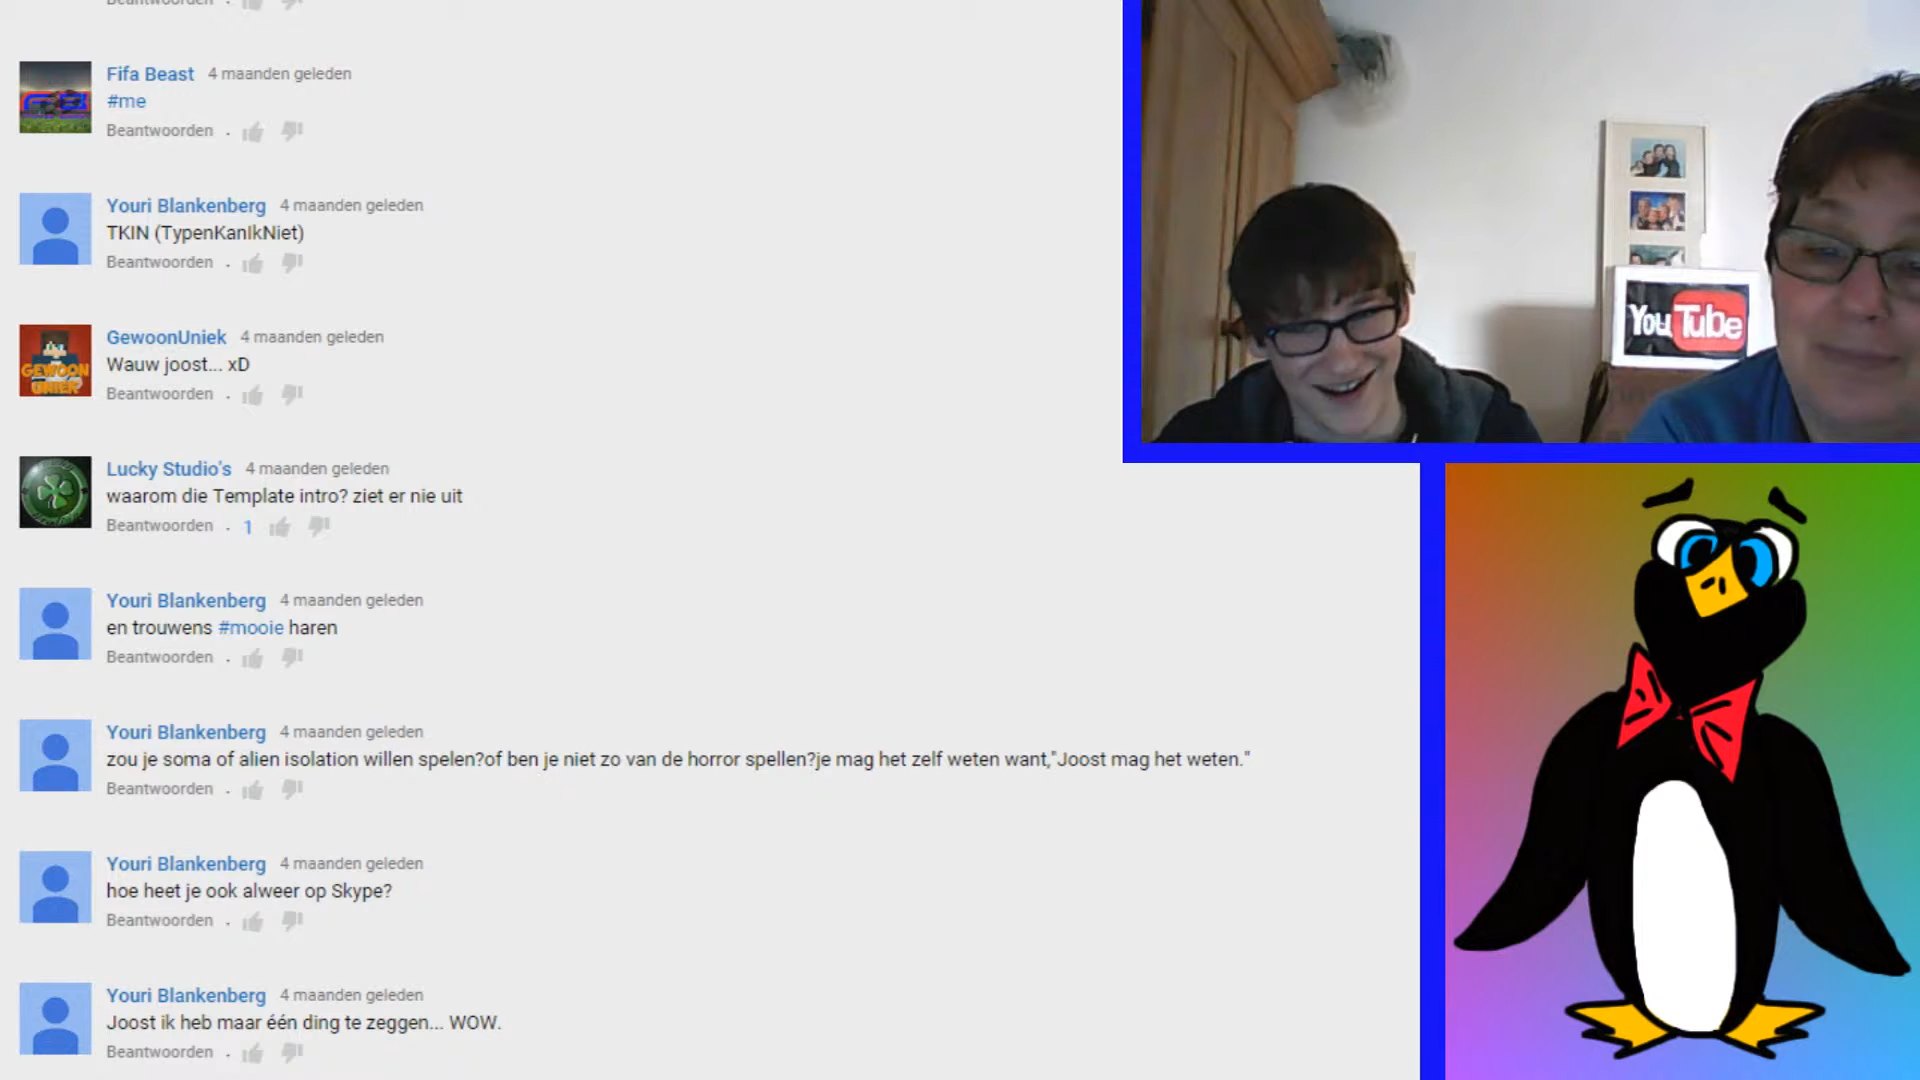 Beantwoorden ·
Fifa Beast 4 maanden geleden
#me
Beantwoorden ·
Youri Blankenberg 4 maanden geleden
TKIN (TypenKanIkNiet)
Beantwoorden ·
GEWOON
UNIEK
GewoonUniek 4 maanden geleden
Wauw joost... xD
Beantwoorden ·
Lucky Studio's 4 maanden geleden
waarom die Template intro? ziet er nie uit
Beantwoorden · 1
Youri Blankenberg 4 maanden geleden
en trouwens #mooie haren
Beantwoorden ·
Youri Blankenberg 4 maanden geleden
zou je soma of alien isolation willen spelen?of ben je niet zo van de horror spellen?je mag het zelf weten want,"Joost mag het weten."
Beantwoorden ·
Youri Blankenberg 4 maanden geleden
hoe heet je ook alweer op Skype?
Beantwoorden ·
Youri Blankenberg 4 maanden geleden
Joost ik heb maar één ding te zeggen... WOW.
Beantwoorden ·
YouTube